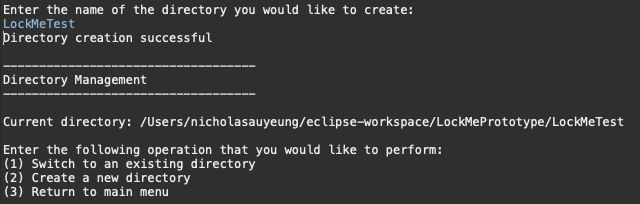 Enter the name of the directory you would like to create:
LockMeTest
Directory creation successful
-----------------------------------
Directory Management
-----------------------------------
Current directory: /Users/nicholasauyeung/eclipse-workspace/LockMePrototype/LockMeTest
Enter the following operation that you would like to perform:
(1) Switch to an existing directory
(2) Create a new directory
(3) Return to main menu